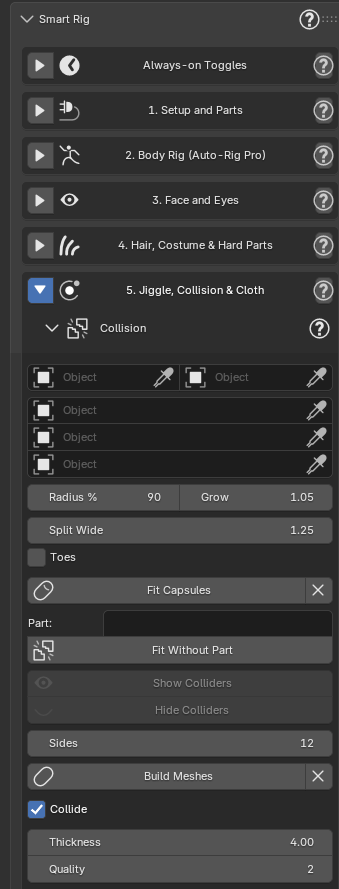 Smart Rig
Always-on Toggles
1. Setup and Parts
2. Body Rig (Auto-Rig Pro)
3. Face and Eyes
4. Hair, Costume & Hard Parts
5. Jiggle, Collision & Cloth
Collision
Object Object
Object
Object
Object
Radius % 90 Grow 1.05
Split Wide 1.25
Toes
Fit Capsules
Part:
Fit Without Part
Show Colliders
Hide Colliders
Sides 12
Build Meshes
Collide
Thickness 4.00
Quality 2